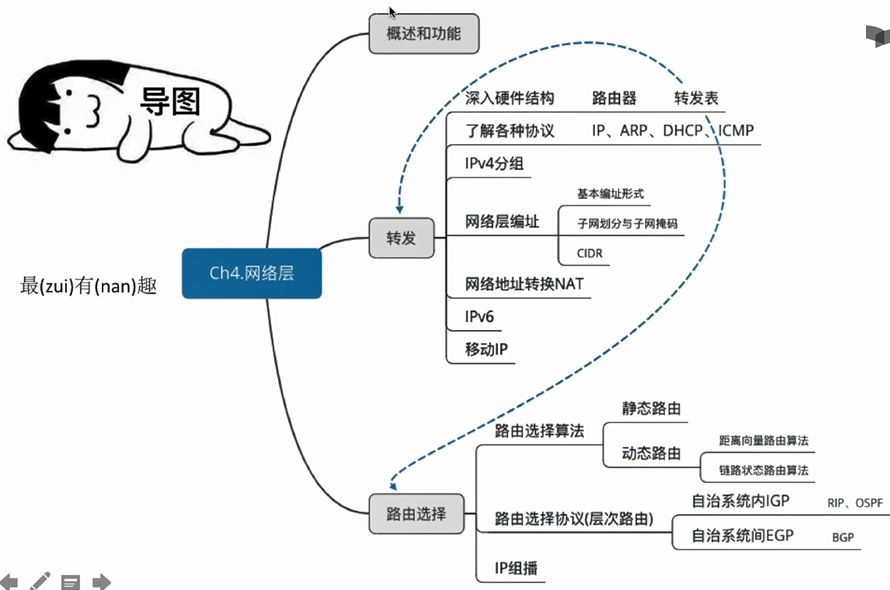 概述和功能
导图
深入硬件结构 路由器 转发表
了解各种协议 IP、ARP、DHCP、ICMP
IPv4分组
基本编址形式
网络层编址
子网划分与子网掩码
CIDR
转发
Ch4.网络层
最(zui)有(nan)趣
网络地址转换NAT
IPv6
移动IP
静态路由
路由选择算法
动态路由
距离向量路由算法
链路状态路由算法
路由选择
自治系统内IGP RIP、OSPF
路由选择协议(层次路由)
自治系统间EGP BGP
IP组播